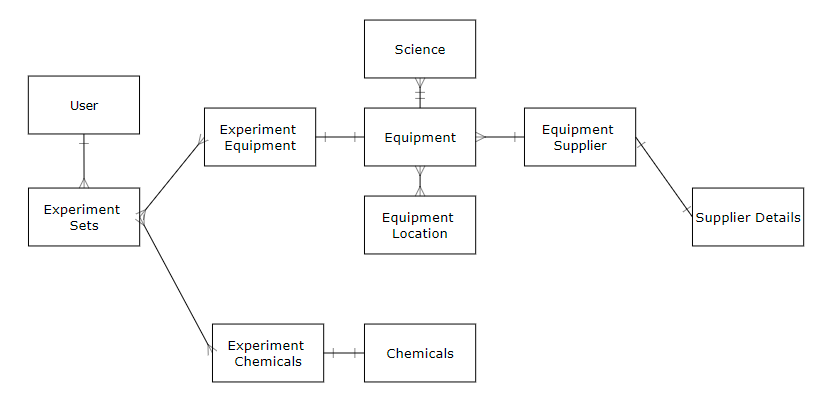 Science
User
Experiment
Equipment
Equipment
Equipment
Supplier
Experiment
Sets
Equipment
Location
Supplier Details
Experiment
Chemicals
Chemicals